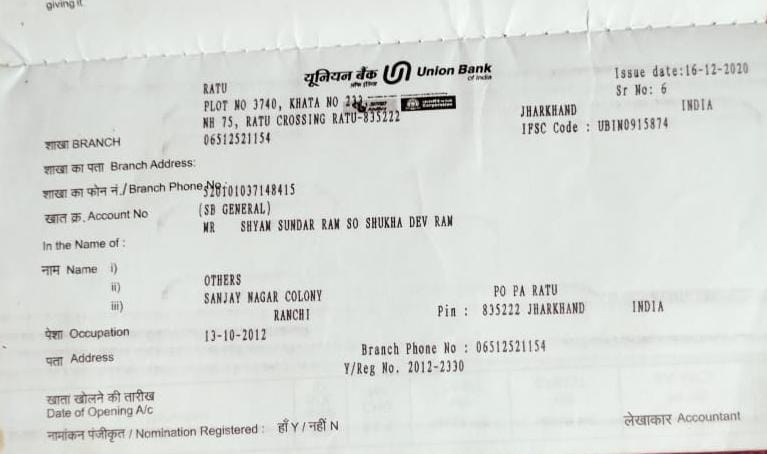 giving it.
यूनियन बैंक Union Bank
of India
Issue date:16-12-2020
Sr No: 6
RATU
PLOT NO 3740, KHATA NO
NH 75, RATU CROSSING RATU-835222
JHARKHAND INDIA
शाखा BRANCH 06512521154 IFSC Code : UBIN0915874
शाखा का पता Branch Address:
शाखा का फोन नं./ Branch Phone No 520101037148415
खात क्र. Account No (SB GENERAL)
MR SHYAM SUNDAR RAM SO SHUKHA DEV RAM
In the Name of :
नाम Name i)
ii) OTHERS
iii) SANJAY NAGAR COLONY PO PA RATU
RANCHI Pin : 835222 JHARKHAND INDIA
पेशा Occupation 13-10-2012
पता Address Branch Phone No : 06512521154
Y/Reg No. 2012-2330
खाता खोलने की तारीख
Date of Opening A/c
नामांकन पंजीकृत / Nomination Registered : हाँ Y / नहीं N लेखाकार Accountant